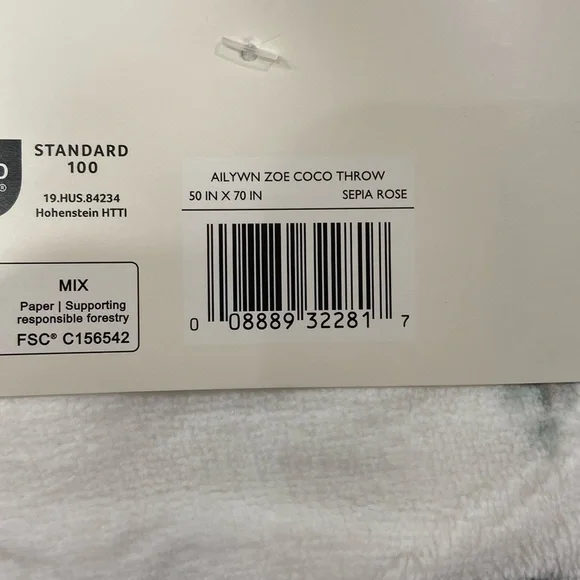 STANDARD
100
19.HUS.84234
Hohenstein HTTI
MIX
Paper | Supporting
responsible forestry
FSC® C156542
AILYWN ZOE COCO THROW
50 IN X 70 IN SEPIA ROSE
0 08889 32281 7